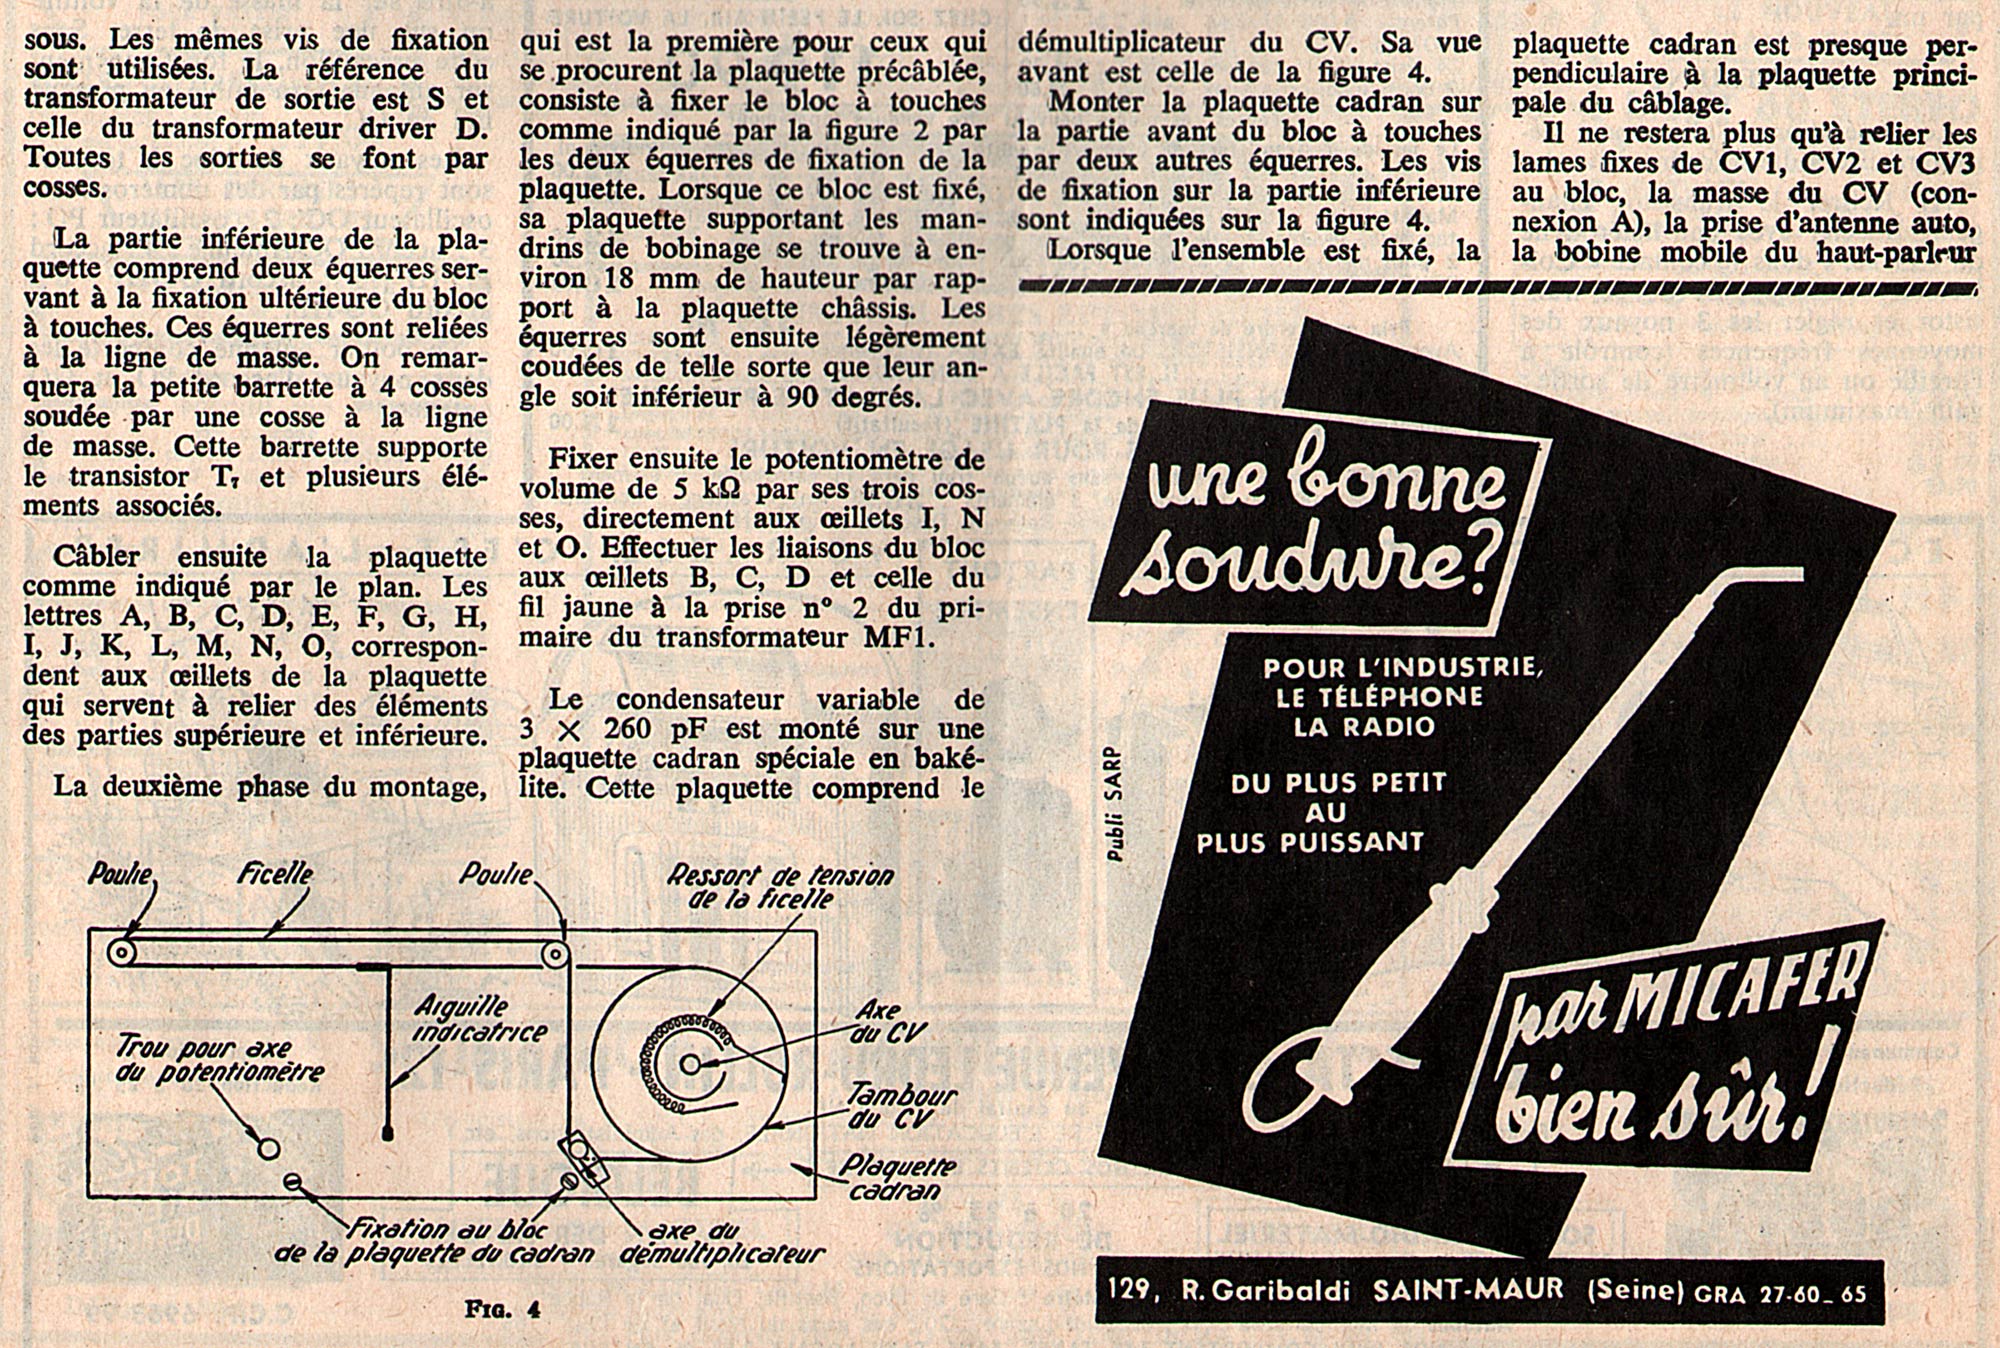 sous. Les mêmes vis de fixation
sont utilisées. La référence du
transformateur de sortie est S et
celle du transformateur driver D.
Toutes les sorties se font par
cosses.
La partie inférieure de la pla-
quette comprend deux équerres ser-
vant à la fixation ultérieure du bloc
à touches. Ces équerres sont reliées
à la ligne de masse. On remar-
quera la petite barrette à 4 cosses
soudée par une cosse à la ligne
de masse. Cette barrette supporte
le transistor T₇ et plusieurs élé-
ments associés.
Câbler ensuite la plaquette
comme indiqué par le plan. Les
lettres A, B, C, D, E, F, G, H,
I, J, K, L, M, N, O, correspon-
dent aux œillets de la plaquette
qui servent à relier des éléments
des parties supérieure et inférieure.
La deuxième phase du montage,
qui est la première pour ceux qui
se procurent la plaquette précâblée,
consiste à fixer le bloc à touches
comme indiqué par la figure 2 par
les deux équerres de fixation de la
plaquette. Lorsque ce bloc est fixé,
sa plaquette supportant les man-
drins de bobinage se trouve à en-
viron 18 mm de hauteur par rap-
port à la plaquette châssis. Les
équerres sont ensuite légèrement
coudées de telle sorte que leur an-
gle soit inférieur à 90 degrés.
Fixer ensuite le potentiomètre de
volume de 5 kΩ par ses trois cos-
ses, directement aux œillets I, N
et O. Effectuer les liaisons du bloc
aux œillets B, C, D et celle du
fil jaune à la prise n° 2 du pri-
maire du transformateur MF1.
Le condensateur variable de
3 × 260 pF est monté sur une
plaquette cadran spéciale en baké-
lite. Cette plaquette comprend le
démultiplicateur du CV. Sa vue
avant est celle de la figure 4.
Monter la plaquette cadran sur
la partie avant du bloc à touches
par deux autres équerres. Les vis
de fixation sur la partie inférieure
sont indiquées sur la figure 4.
Lorsque l'ensemble est fixé, la
plaquette cadran est presque per-
pendiculaire à la plaquette princi-
pale du câblage.
Il ne restera plus qu'à relier les
lames fixes de CV1, CV2 et CV3
au bloc, la masse du CV (con-
nexion A), la prise d'antenne auto,
la bobine mobile du haut-parleur
Poulie
Ficelle
Poulie
Ressort de tension
de la ficelle
Aiguille
indicatrice
Axe
du CV
Trou pour axe
du potentiomètre
Tambour
du CV
Plaquette
cadran
Fixation au bloc
de la plaquette du cadran
axe du
démultiplicateur
FIG. 4
une bonne
soudure?
POUR L'INDUSTRIE,
LE TÉLÉPHONE
LA RADIO
DU PLUS PETIT
AU
PLUS PUISSANT
Publi SARP
par MICAFER
bien sûr!
129, R. Garibaldi SAINT-MAUR (Seine) GRA 27-60_65